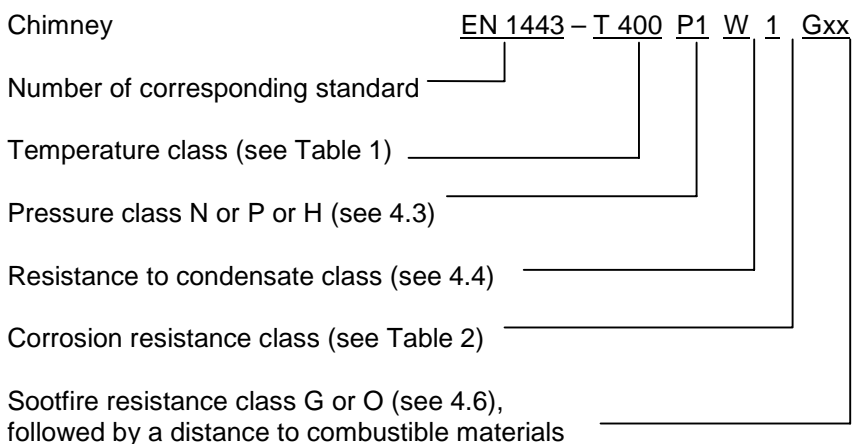 Chimney EN 1443 – T 400 P1 W 1 Gxx
Number of corresponding standard
Temperature class (see Table 1)
Pressure class N or P or H (see 4.3)
Resistance to condensate class (see 4.4)
Corrosion resistance class (see Table 2)
Sootfire resistance class G or O (see 4.6),
followed by a distance to combustible materials